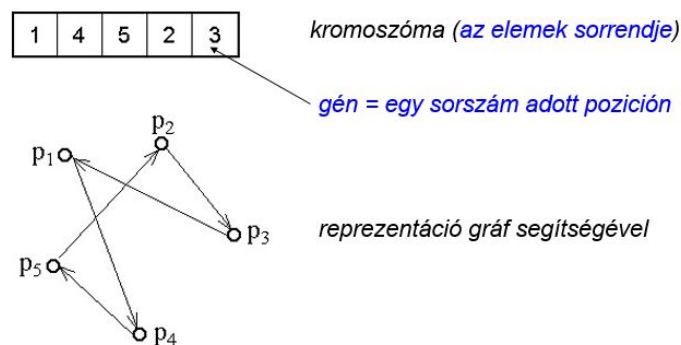 1 4 5 2 3 kromoszóma (az elemek sorrendje)
gén = egy sorszám adott pozición
p2
p1
p3
reprezentáció gráf segítségével
p5
p4